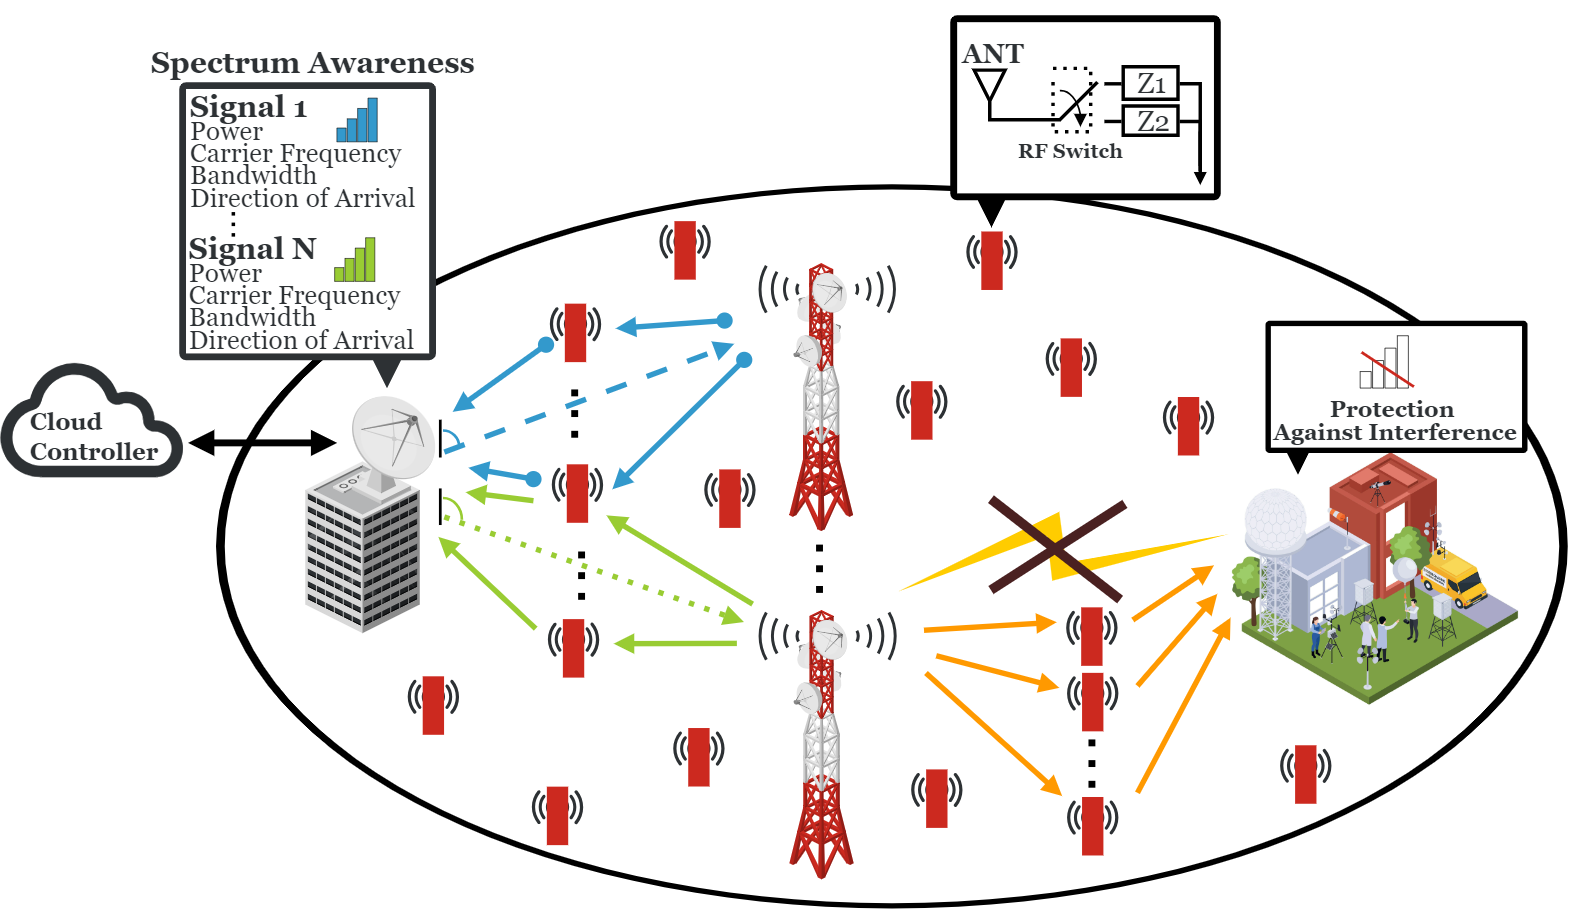 Spectrum Awareness
Signal 1
Power
Carrier Frequency
Bandwidth
Direction of Arrival
Signal N
Power
Carrier Frequency
Bandwidth
Direction of Arrival
Cloud
Controller
ANT
Z1
Z2
RF Switch
Protection
Against Interference